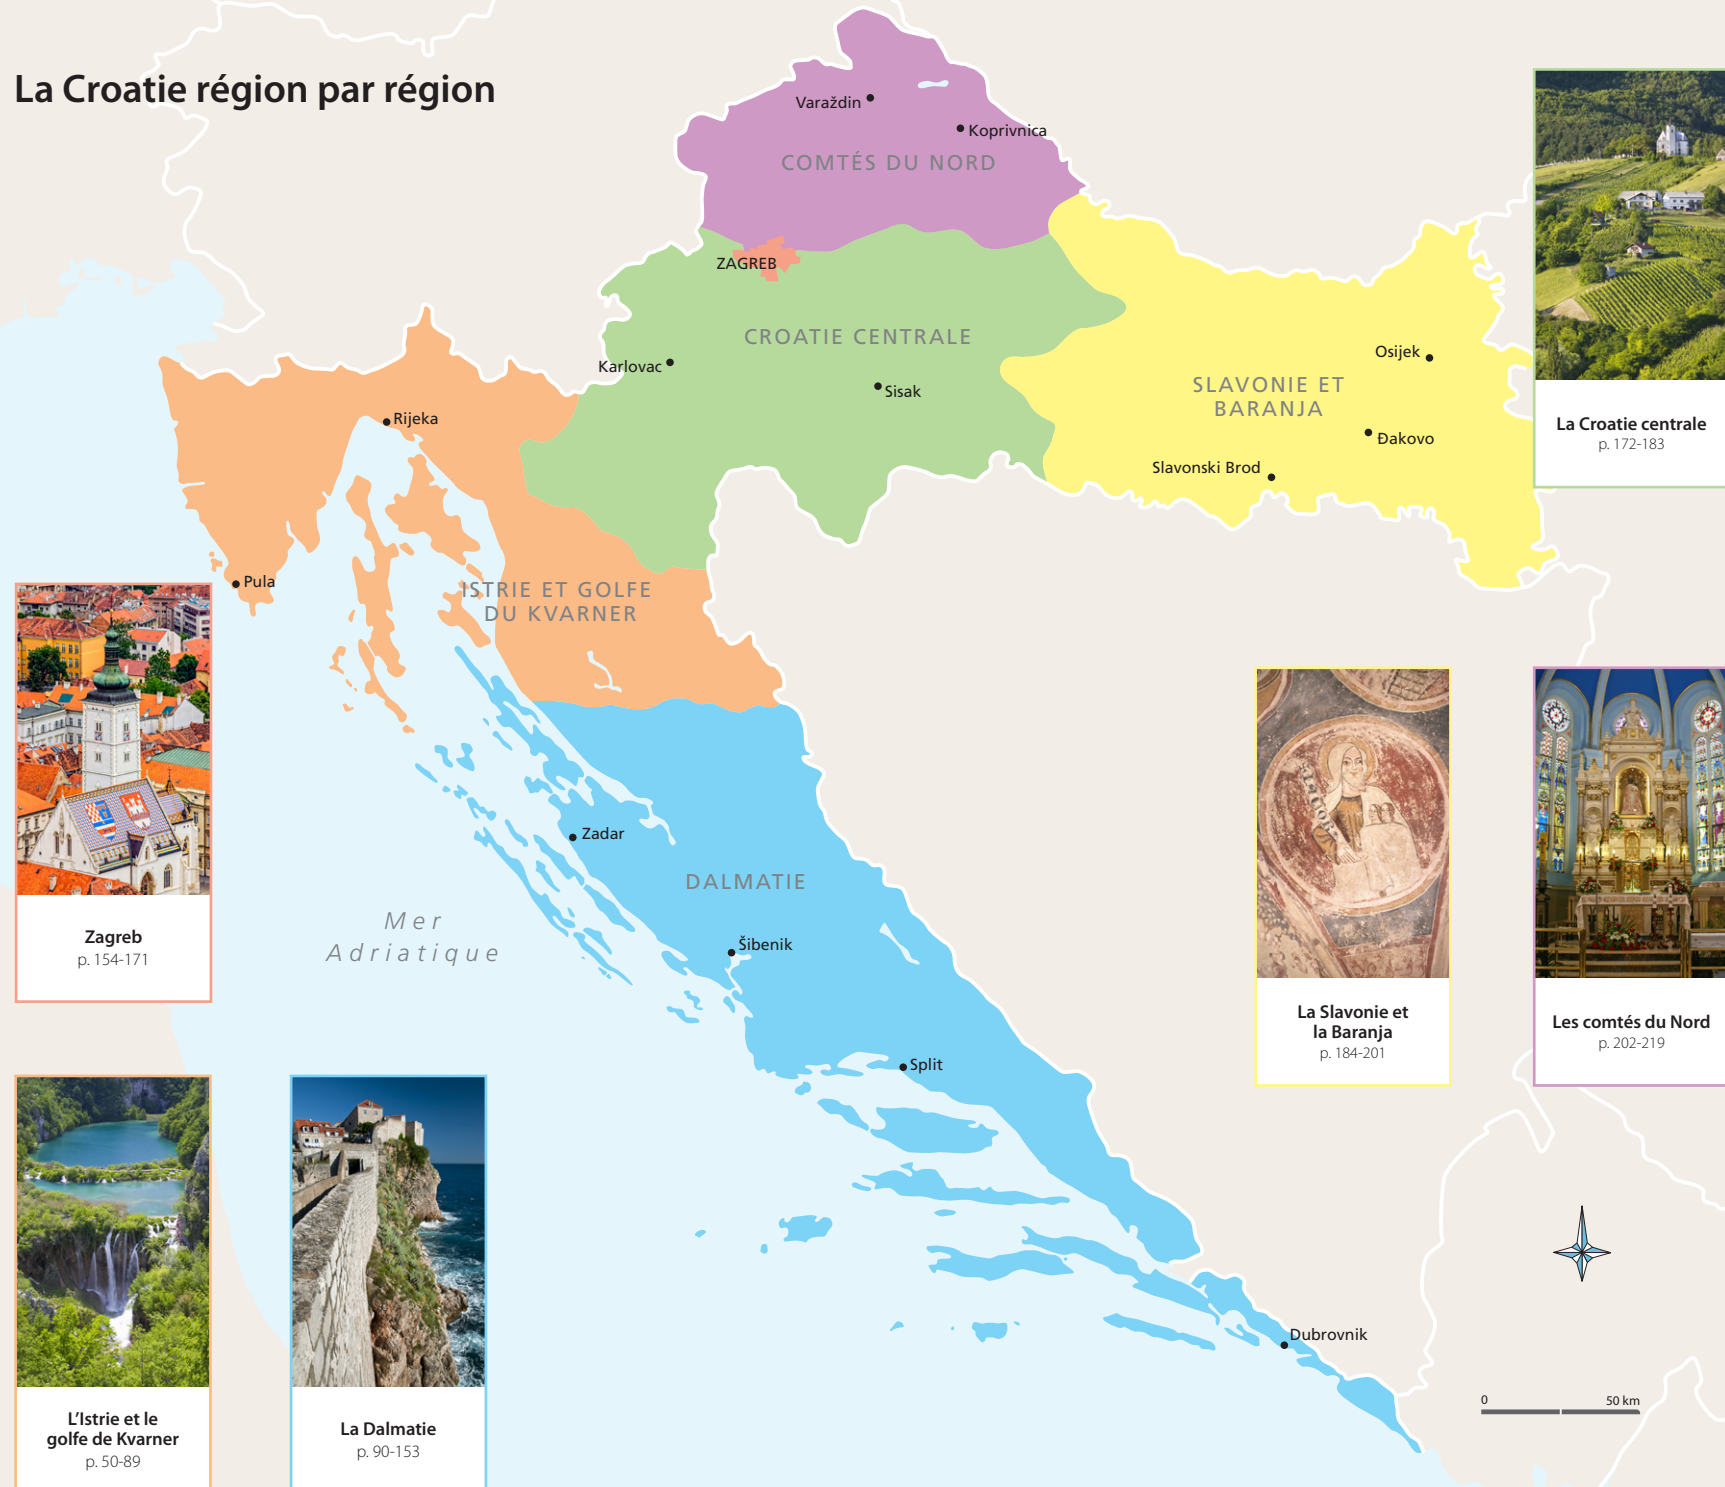 La Croatie région par région
Varaždin
Koprivnica
COMTÉS DU NORD
ZAGREB
CROATIE CENTRALE
Karlovac
Sisak
Osijek
SLAVONIE ET
BARANJA
Đakovo
Slavonski Brod
Rijeka
Pula
ISTRIE ET GOLFE
DU KVARNER
La Croatie centrale
p. 172-183
Zadar
DALMATIE
Mer
Adriatique
Šibenik
Split
Dubrovnik
Zagreb
p. 154-171
La Slavonie et
la Baranja
p. 184-201
Les comtés du Nord
p. 202-219
L'Istrie et le
golfe de Kvarner
p. 50-89
La Dalmatie
p. 90-153
0 50 km